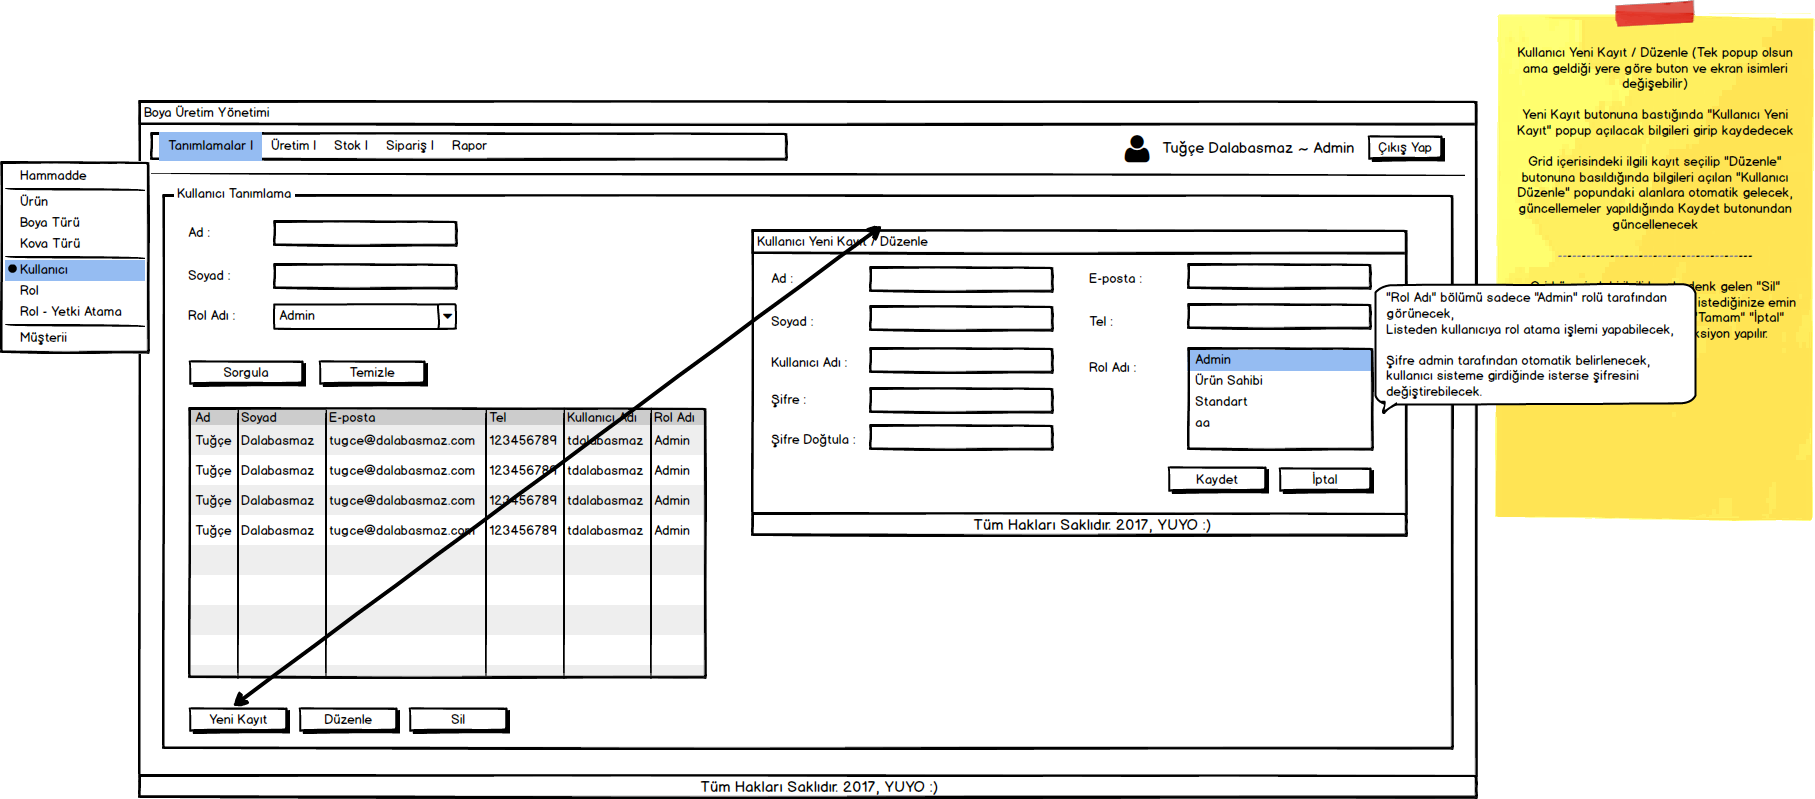 Kullanıcı Yeni Kayıt / Düzenle (Tek popup olsun
ama geldiği yere göre buton ve ekran isimleri
değişebilir)
Yeni Kayıt butonuna bastığında "Kullanıcı Yeni
Kayıt" popup açılacak bilgileri girip kaydedecek
Grid içerisindeki ilgili kayıt seçilip "Düzenle"
butonuna basıldığında bilgileri açılan "Kullanıcı
Düzenle" popundaki alanlara otomatik gelecek,
güncellemeler yapıldığında Kaydet butonundan
güncellenecek
---------------------------------------
denk gelen "Sil"
istediğinize emin
"Tamam" "İptal"
yapılır.
"Rol Adı" bölümü sadece "Admin" rolü tarafından
görünecek,
Listeden kullanıcıya rol atama işlemi yapabilecek,
Şifre admin tarafından otomatik belirlenecek,
kullanıcı sisteme girdiğinde isterse şifresini
değiştirebilecek.
Boya Üretim Yönetimi
Tanımlamalar | Üretim | Stok | Sipariş | Rapor
Tuğçe Dalabasmaz ~ Admin
Çıkış Yap
Hammadde
Ürün
Boya Türü
Kova Türü
Kullanıcı
Rol
Rol - Yetki Atama
Müşterii
Kullanıcı Tanımlama
Ad :
Soyad :
Rol Adı : Admin
Sorgula Temizle
Ad Soyad E-posta Tel Kullanıcı Adı Rol Adı
Tuğçe Dalabasmaz tugce@dalabasmaz.com 123456789 tdalabasmaz Admin
Tuğçe Dalabasmaz tugce@dalabasmaz.com 123456789 tdalabasmaz Admin
Tuğçe Dalabasmaz tugce@dalabasmaz.com 123456789 tdalabasmaz Admin
Tuğçe Dalabasmaz tugce@dalabasmaz.com 123456789 tdalabasmaz Admin
Yeni Kayıt Düzenle Sil
Kullanıcı Yeni Kayıt / Düzenle
Ad :
Soyad :
Kullanıcı Adı :
Şifre :
Şifre Doğtula :
E-posta :
Tel :
Rol Adı :
Admin
Ürün Sahibi
Standart
aa
Kaydet İptal
Tüm Hakları Saklıdır. 2017, YUYO :)
Tüm Hakları Saklıdır. 2017, YUYO :)